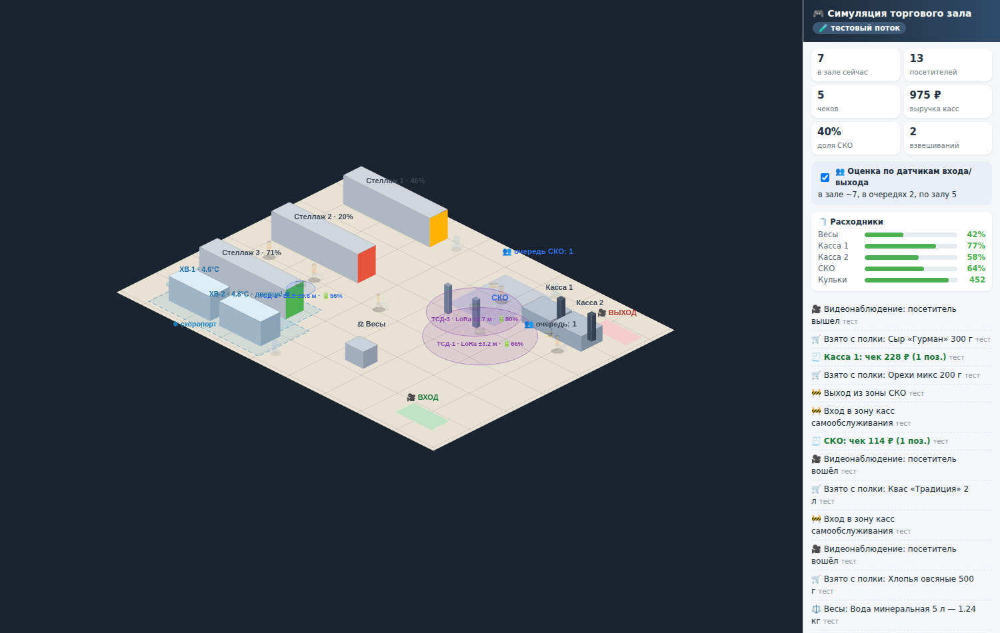 Стеллаж 1 · 46%
Стеллаж 2 · 20%
Стеллаж 3 · 71%
👥 очередь СКО: 1
ХВ-1 · 4.6°C
ХВ-2 · 4.8°C · дверца!
м · 🔋56%
Касса 1
СКО
Касса 2
🎥 ВЫХОД
ТСД-3 · LoRa м · 🔋80%
❄ скоропорт
⚖ Весы
👥 очередь: 1
ТСД-1 · LoRa ±3.2 м · 🔋66%
🎥 ВХОД
🎮 Симуляция торгового зала
🧪 тестовый поток
7
в зале сейчас
13
посетителей
5
чеков
975 ₽
выручка касс
40%
доля СКО
2
взвешиваний
👥 Оценка по датчикам входа/
выхода
в зале ~7, в очередях 2, по залу 5
🧻 Расходники
Весы 42%
Касса 1 77%
Касса 2 58%
СКО 64%
Кульки 452
🎥 Видеонаблюдение: посетитель
вышел тест
🛒 Взято с полки: Сыр «Гурман» 300 г тест
🧾 Касса 1: чек 228 ₽ (1 поз.) тест
🛒 Взято с полки: Орехи микс 200 г тест
🚧 Выход из зоны СКО тест
🚧 Вход в зону касс
самообслуживания тест
🧾 СКО: чек 114 ₽ (1 поз.) тест
🎥 Видеонаблюдение: посетитель
вошёл тест
🛒 Взято с полки: Квас «Традиция» 2
л тест
🚧 Вход в зону касс
самообслуживания тест
🎥 Видеонаблюдение: посетитель
вошёл тест
🛒 Взято с полки: Хлопья овсяные 500
г тест
⚖️ Весы: Вода минеральная 5 л — 1.24
кг тест